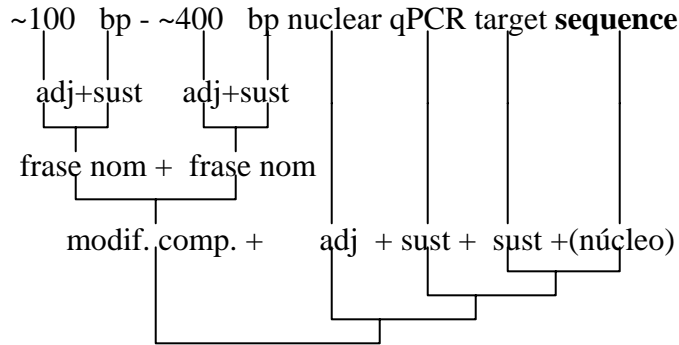 ~100 bp - ~400 bp nuclear qPCR target sequence
adj+sust adj+sust
frase nom + frase nom
modif. comp. + adj + sust + sust +(núcleo)